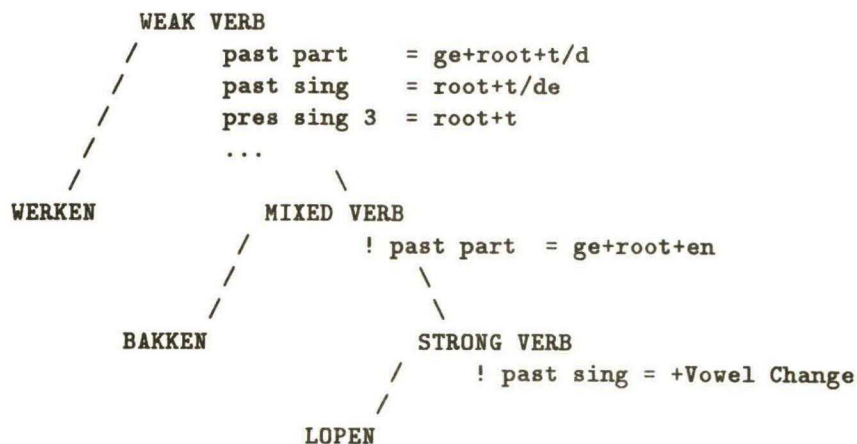 WEAK VERB
past part = ge+root+t/d
past sing = root+t/de
pres sing 3 = root+t
...
WERKEN MIXED VERB
! past part = ge+root+en
BAKKEN STRONG VERB
! past sing = +Vowel Change
LOPEN